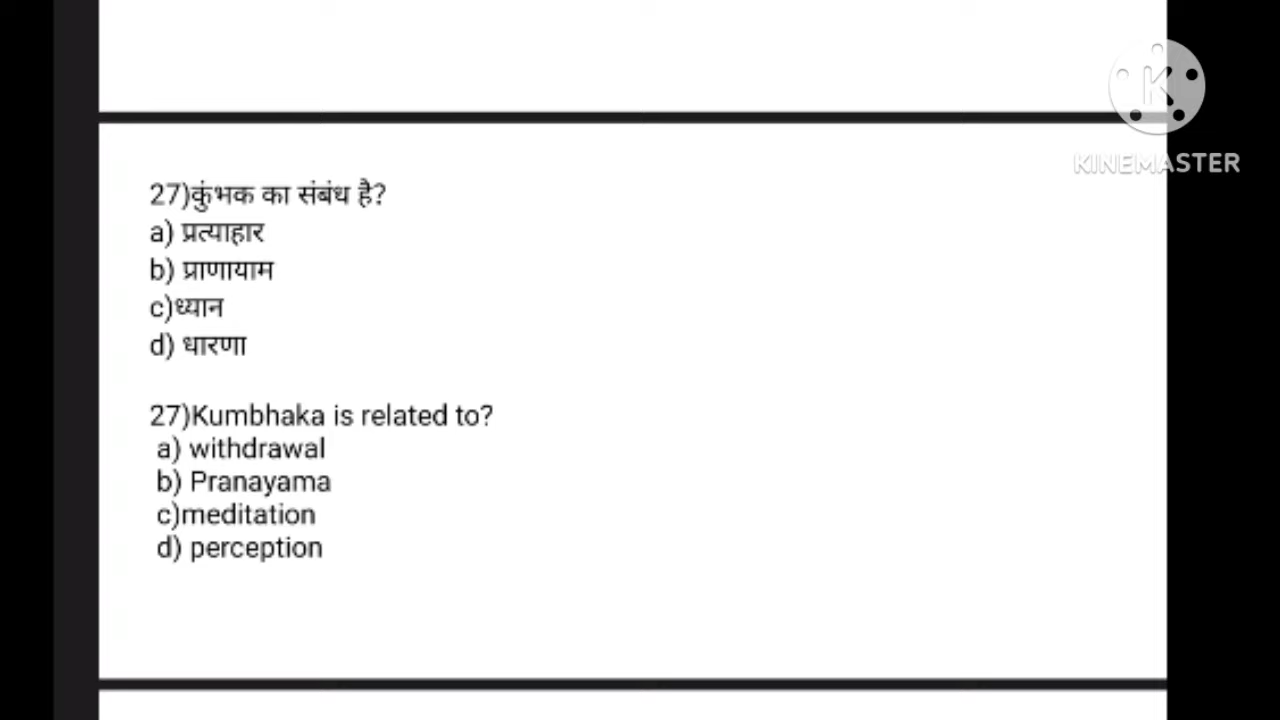 KINEMASTER
27)कुंभक का संबंध है?
a) प्रत्याहार
b) प्राणायाम
c)ध्यान
d) धारणा
27)Kumbhaka is related to?
a) withdrawal
b) Pranayama
c)meditation
d) perception